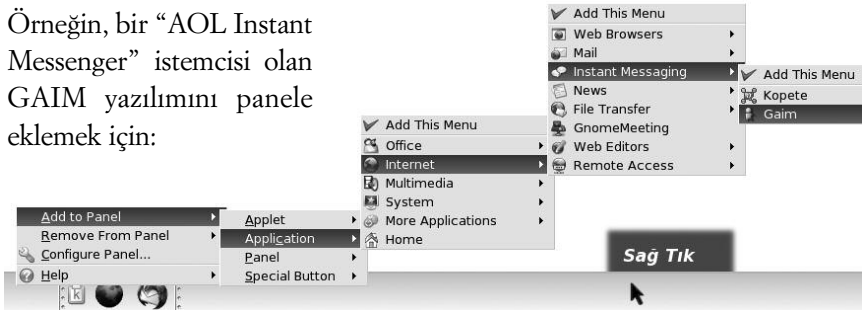 Örneğin, bir “AOL Instant
Messenger” istemcisi olan
GAIM yazılımını panele
eklemek için:
Add to Panel
Remove From Panel
Configure Panel...
Help
Applet
Application
Panel
Special Button
Add This Menu
Office
Internet
Multimedia
System
More Applications
Home
Add This Menu
Web Browsers
Mail
Instant Messaging
News
File Transfer
GnomeMeeting
Web Editors
Remote Access
Add This Menu
Kopete
Gaim
Sağ Tık